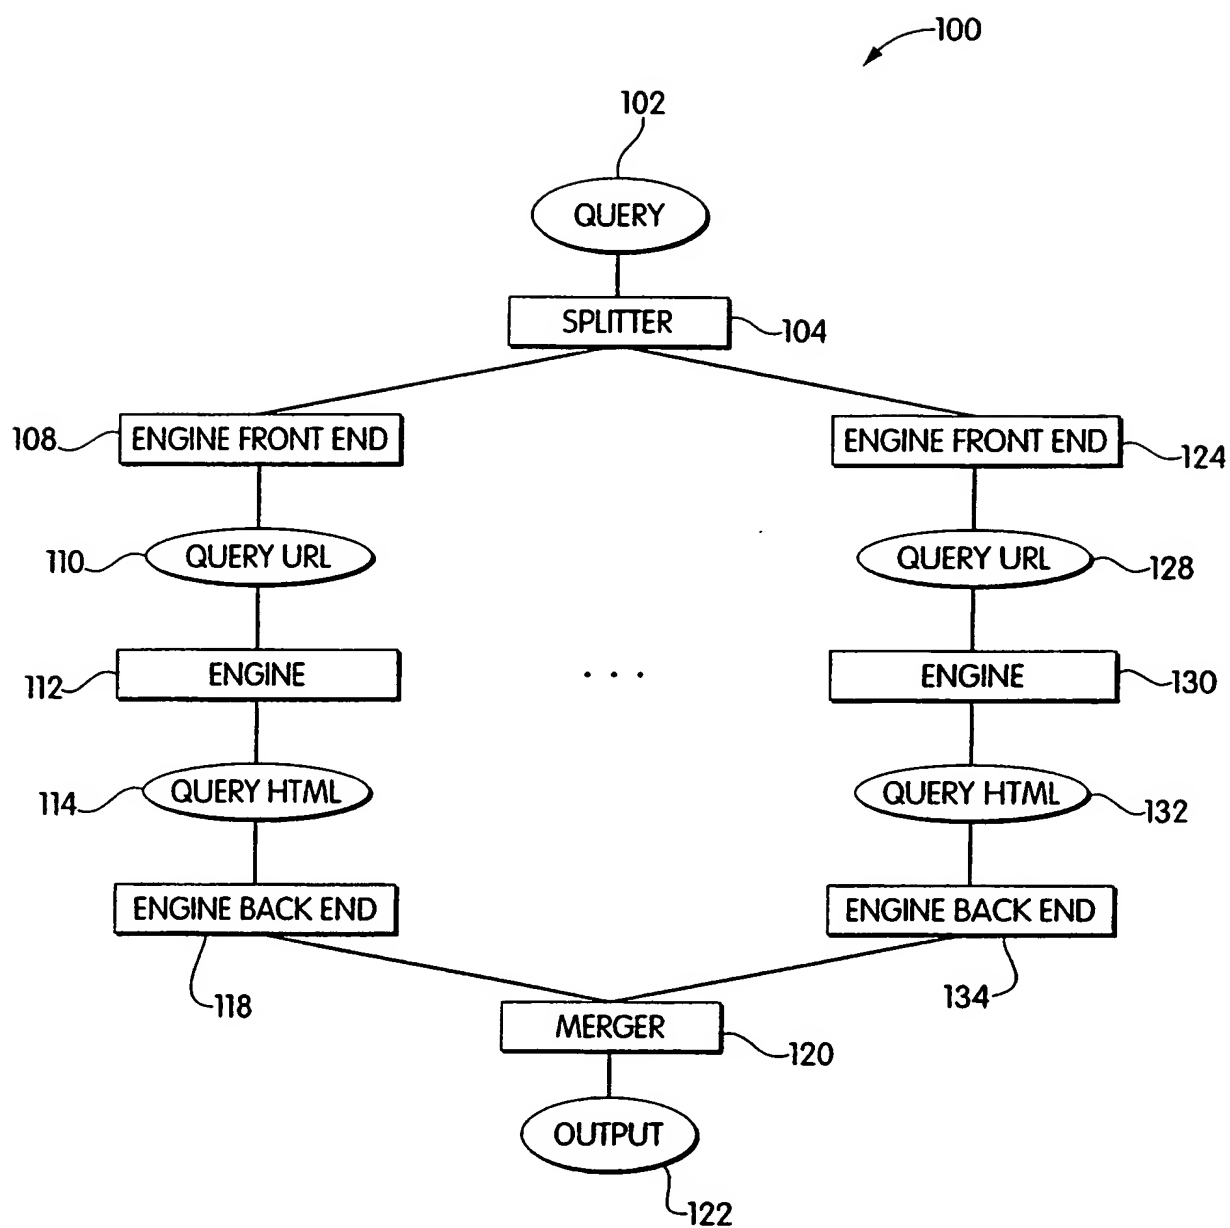 100
102
QUERY
SPLITTER
104
108
ENGINE FRONT END
ENGINE FRONT END
124
110
QUERY URL
QUERY URL
128
112
ENGINE
. . .
ENGINE
130
114
QUERY HTML
QUERY HTML
132
ENGINE BACK END
ENGINE BACK END
118
134
MERGER
120
OUTPUT
122